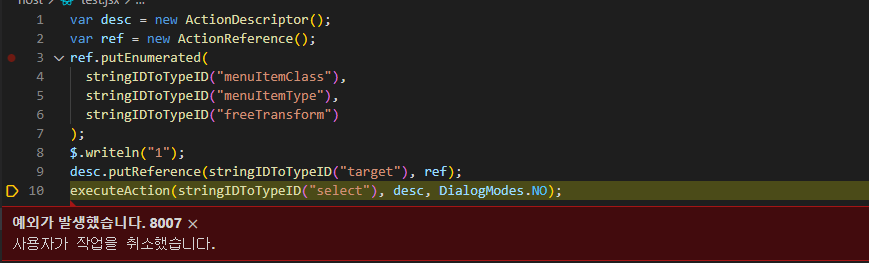 host > test.jsx > ...
1 var desc = new ActionDescriptor();
2 var ref = new ActionReference();
3 ref.putEnumerated(
4 stringIDToTypeID("menuItemClass"),
5 stringIDToTypeID("menuItemType"),
6 stringIDToTypeID("freeTransform")
7 );
8 $.writeln("1");
9 desc.putReference(stringIDToTypeID("target"), ref);
10 executeAction(stringIDToTypeID("select"), desc, DialogModes.NO);
예외가 발생했습니다. 8007 ×
사용자가 작업을 취소했습니다.